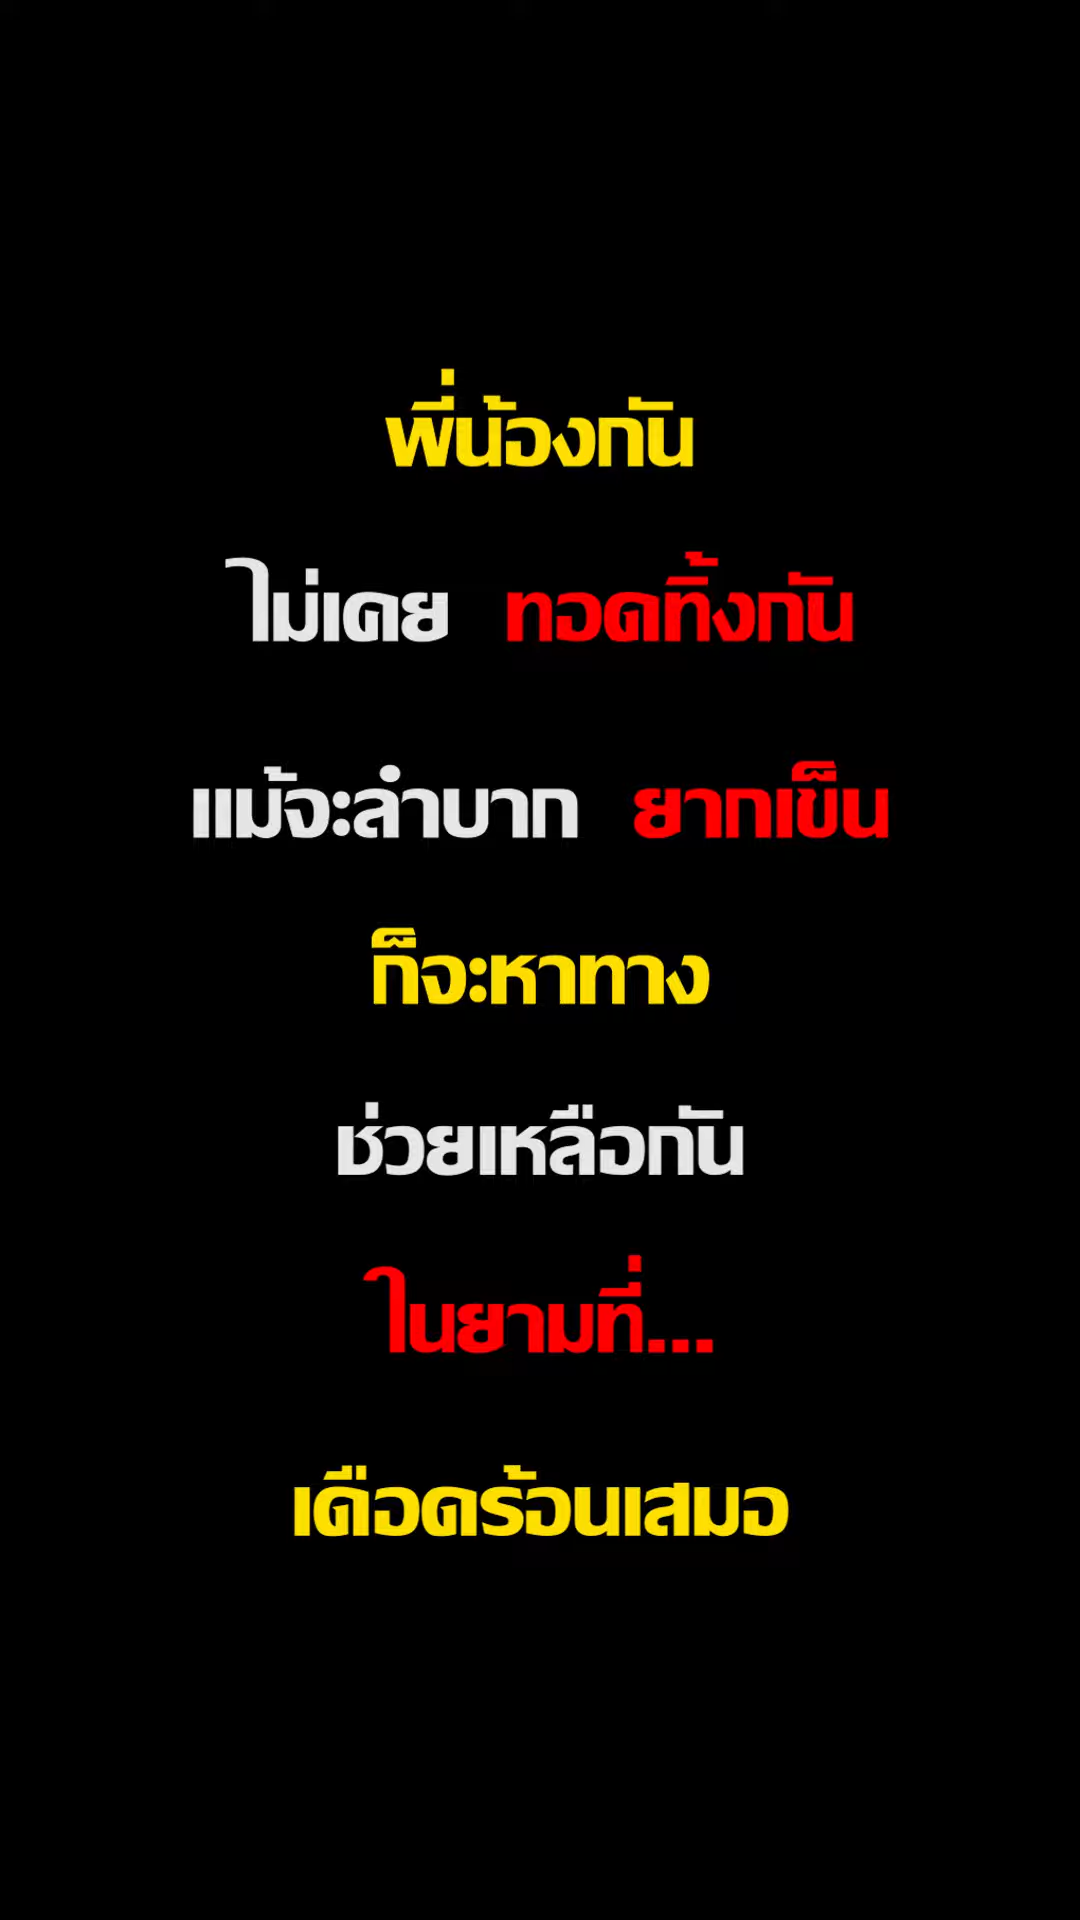 พี่น้องกัน
ไม่เคย ทอดทิ้งกัน
แม้จะลำบาก ยากเข็น
ก็จะหาทาง
ช่วยเหลือกัน
ในยามที่...
เดือดร้อนเสมอ